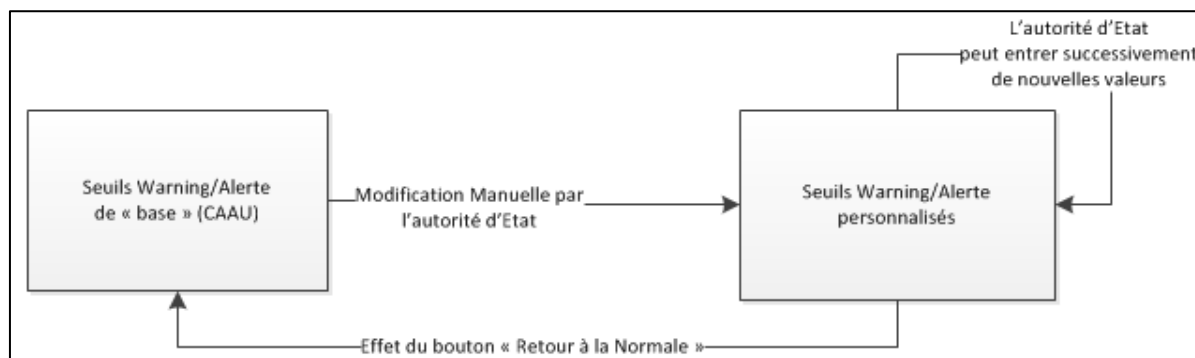 L'autorité d'Etat
peut entrer successivement
de nouvelles valeurs
Seuils Warning/Alerte
de « base » (CAAU)
Modification Manuelle par
l'autorité d'Etat
Seuils Warning/Alerte
personnalisés
Effet du bouton « Retour à la Normale »